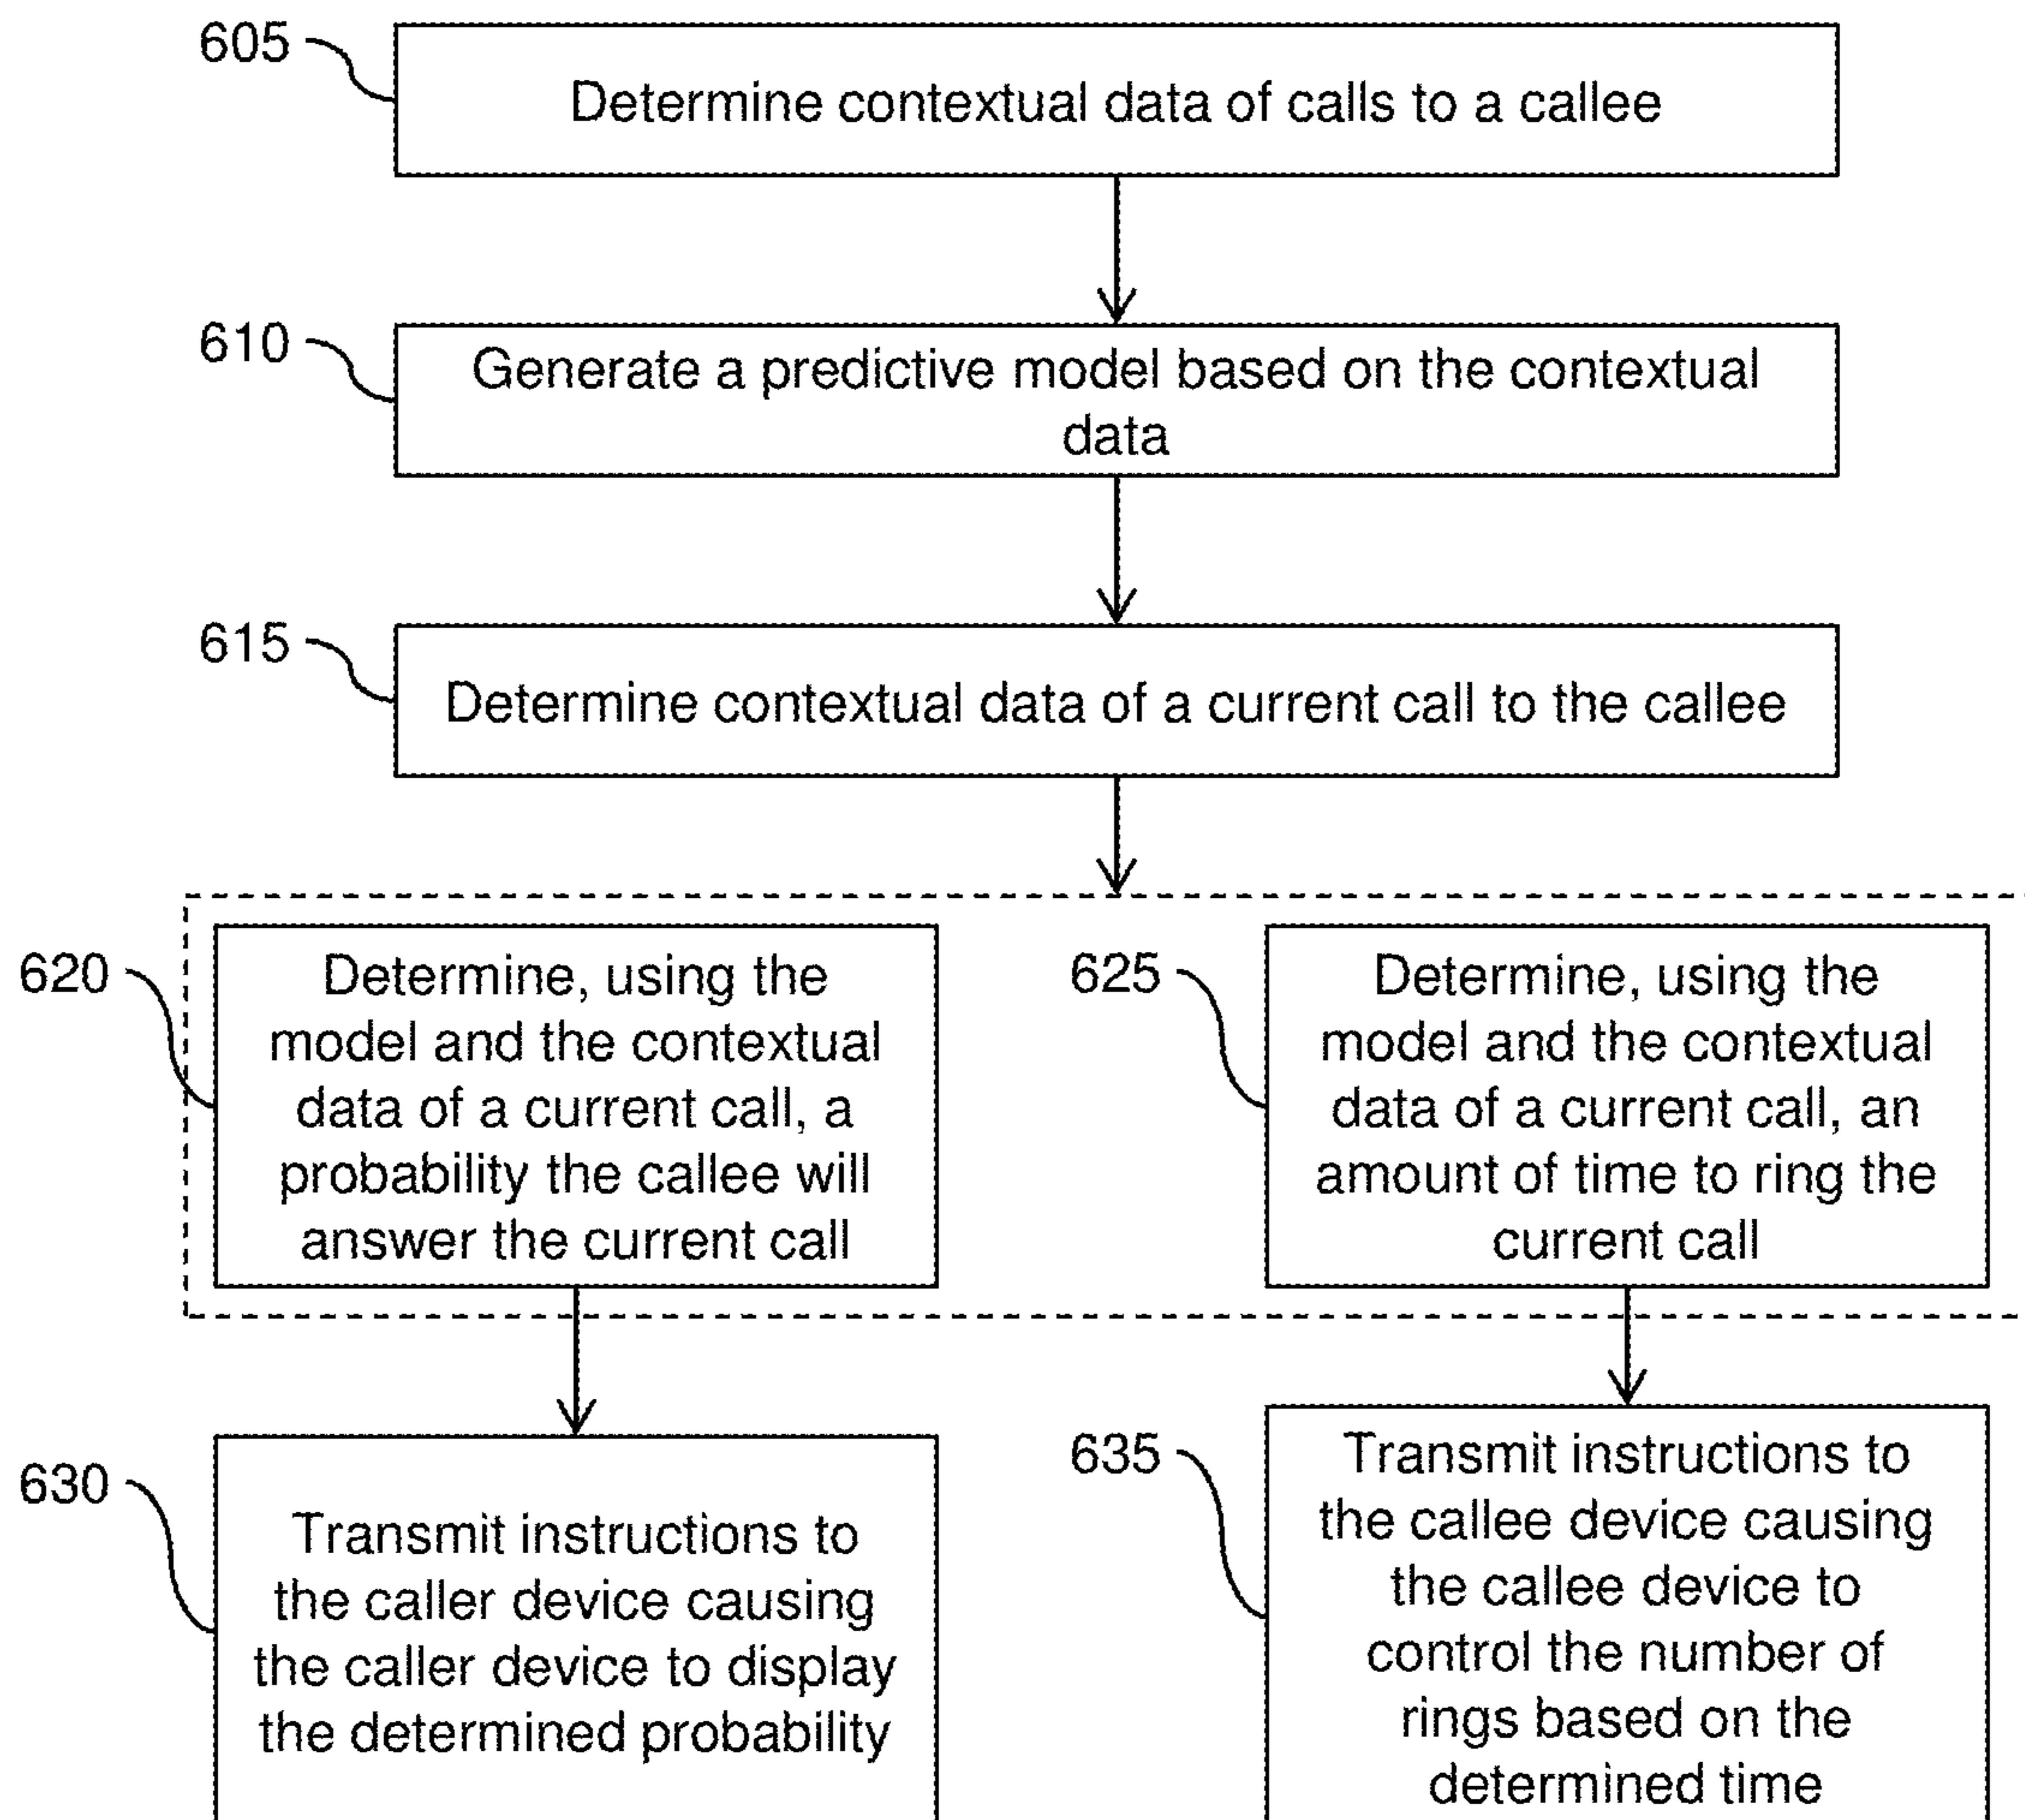 605
Determine contextual data of calls to a callee
610
Generate a predictive model based on the contextual
data
615
Determine contextual data of a current call to the callee
620
Determine, using the
model and the contextual
data of a current call, a
probability the callee will
answer the current call
625
Determine, using the
model and the contextual
data of a current call, an
amount of time to ring the
current call
630
Transmit instructions to
the caller device causing
the caller device to display
the determined probability
635
Transmit instructions to
the callee device causing
the callee device to
control the number of
rings based on the
determined time